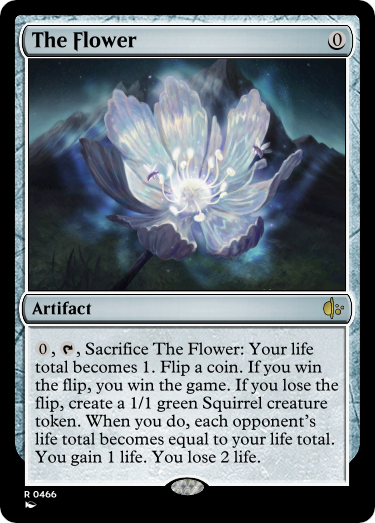 The Flower 0
Artifact
0, , Sacrifice The Flower: Your life
total becomes 1. Flip a coin. If you win
the flip, you win the game. If you lose the
flip, create a 1/1 green Squirrel creature
token. When you do, each opponent’s
life total becomes equal to your life total.
You gain 1 life. You lose 2 life.
R 0466